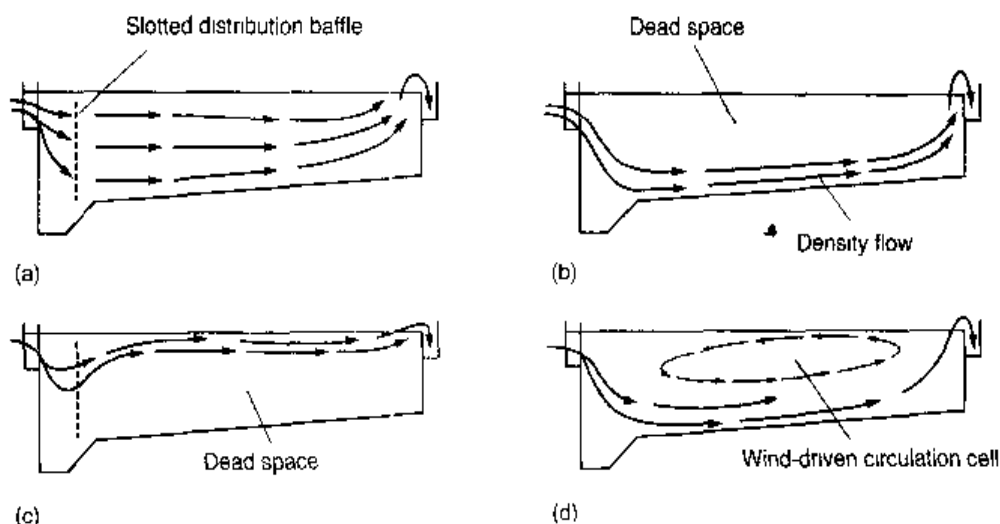 Slotted distribution baffle
Dead space
Density flow
(a)
(b)
Dead space
Wind-driven circulation cell
(c)
(d)